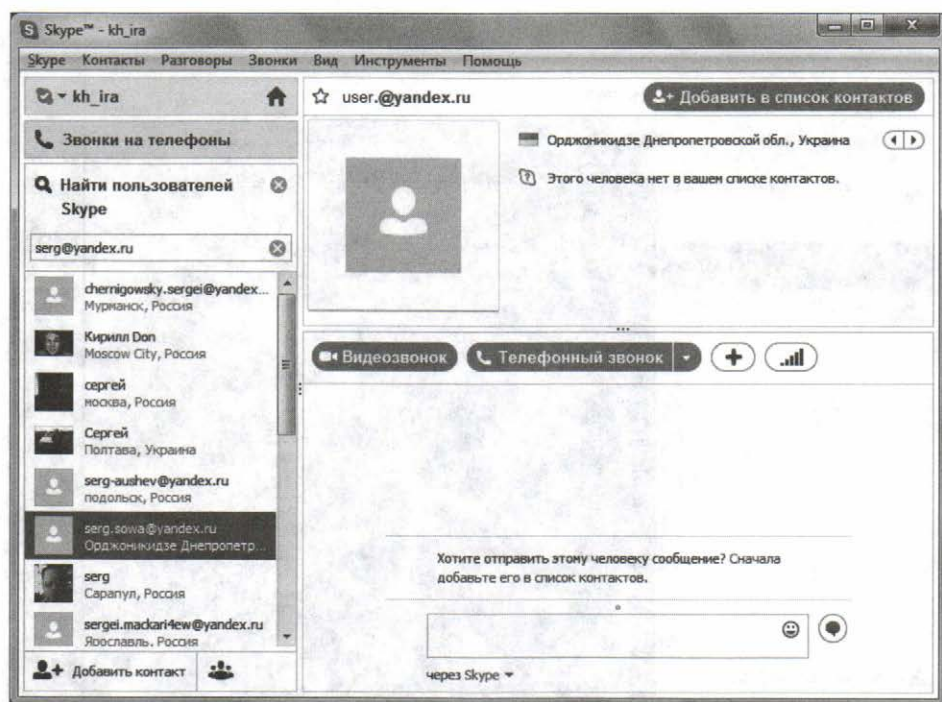 Skype™ - kh_ira
Skype Контакты Разговоры Звонки Вид Инструменты Помощь
kh_ira
Звонки на телефоны
Найти пользователей
Skype
serg@yandex.ru
chernigowsky.sergei@yandex...
Мурманск, Россия
Кирилл Don
Moscow City, Россия
сергей
москва, Россия
Сергей
Полтава, Украина
serg-aushev@yandex.ru
подольск, Россия
serg.sowa@yandex.ru
Орджоникидзе Днепропетр...
serg
Сарапул, Россия
sergei.mackari4ew@yandex.ru
Ярославль, Россия
Добавить контакт
user.@yandex.ru
Добавить в список контактов
Орджоникидзе Днепропетровской обл., Украина
Этого человека нет в вашем списке контактов.
Видеозвонок
Телефонный звонок
Хотите отправить этому человеку сообщение? Сначала
добавьте его в список контактов.
через Skype